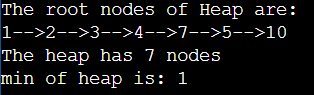 The root nodes of Heap are:
1-->2-->3-->4-->7-->5-->10
The heap has 7 nodes
min of heap is: 1